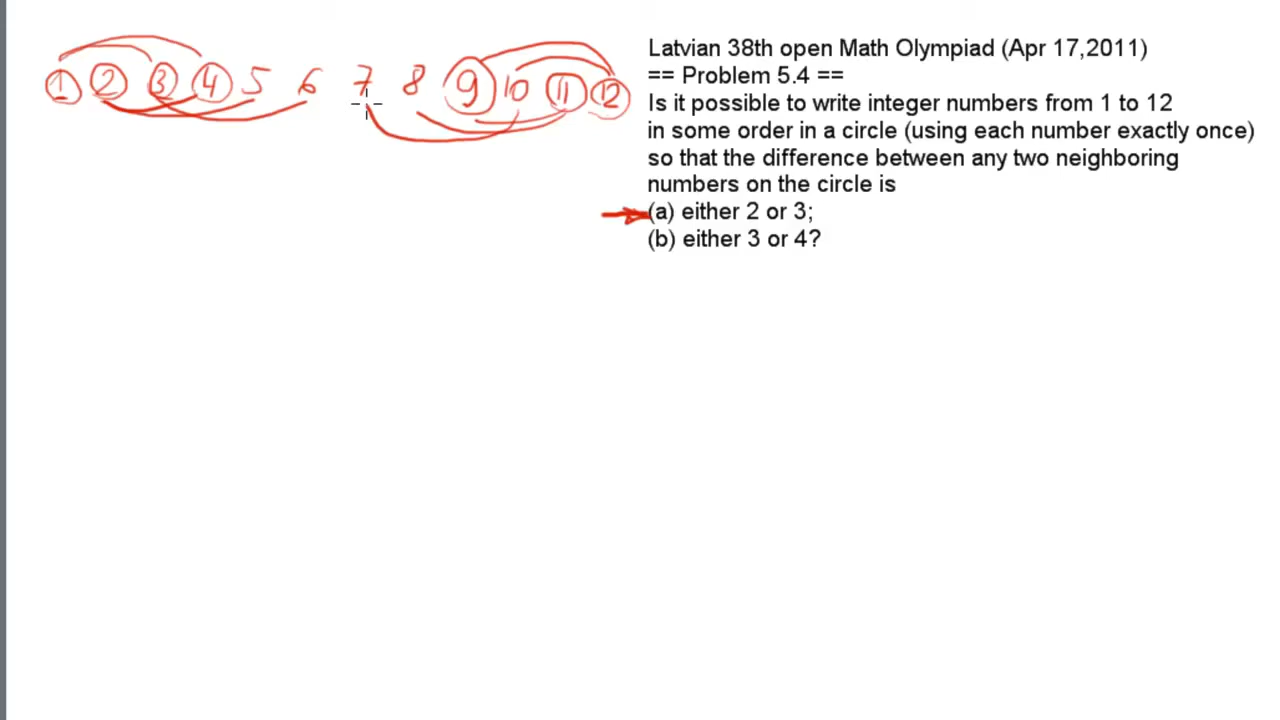 1 2 3 4 5 6 7 8 9 10 11 12
Latvian 38th open Math Olympiad (Apr 17,2011)
== Problem 5.4 ==
Is it possible to write integer numbers from 1 to 12
in some order in a circle (using each number exactly once)
so that the difference between any two neighboring
numbers on the circle is
(a) either 2 or 3;
(b) either 3 or 4?